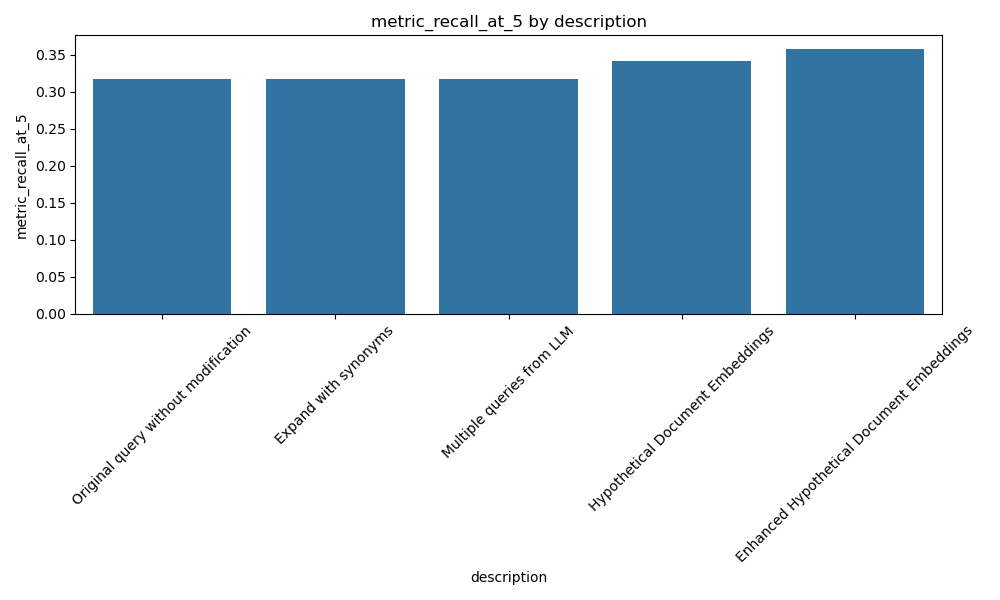 metric_recall_at_5 by description
metric_recall_at_5
0.35
0.30
0.25
0.20
0.15
0.10
0.05
0.00
Original query without modification
Expand with synonyms
Multiple queries from LLM
Hypothetical Document Embeddings
Enhanced Hypothetical Document Embeddings
description